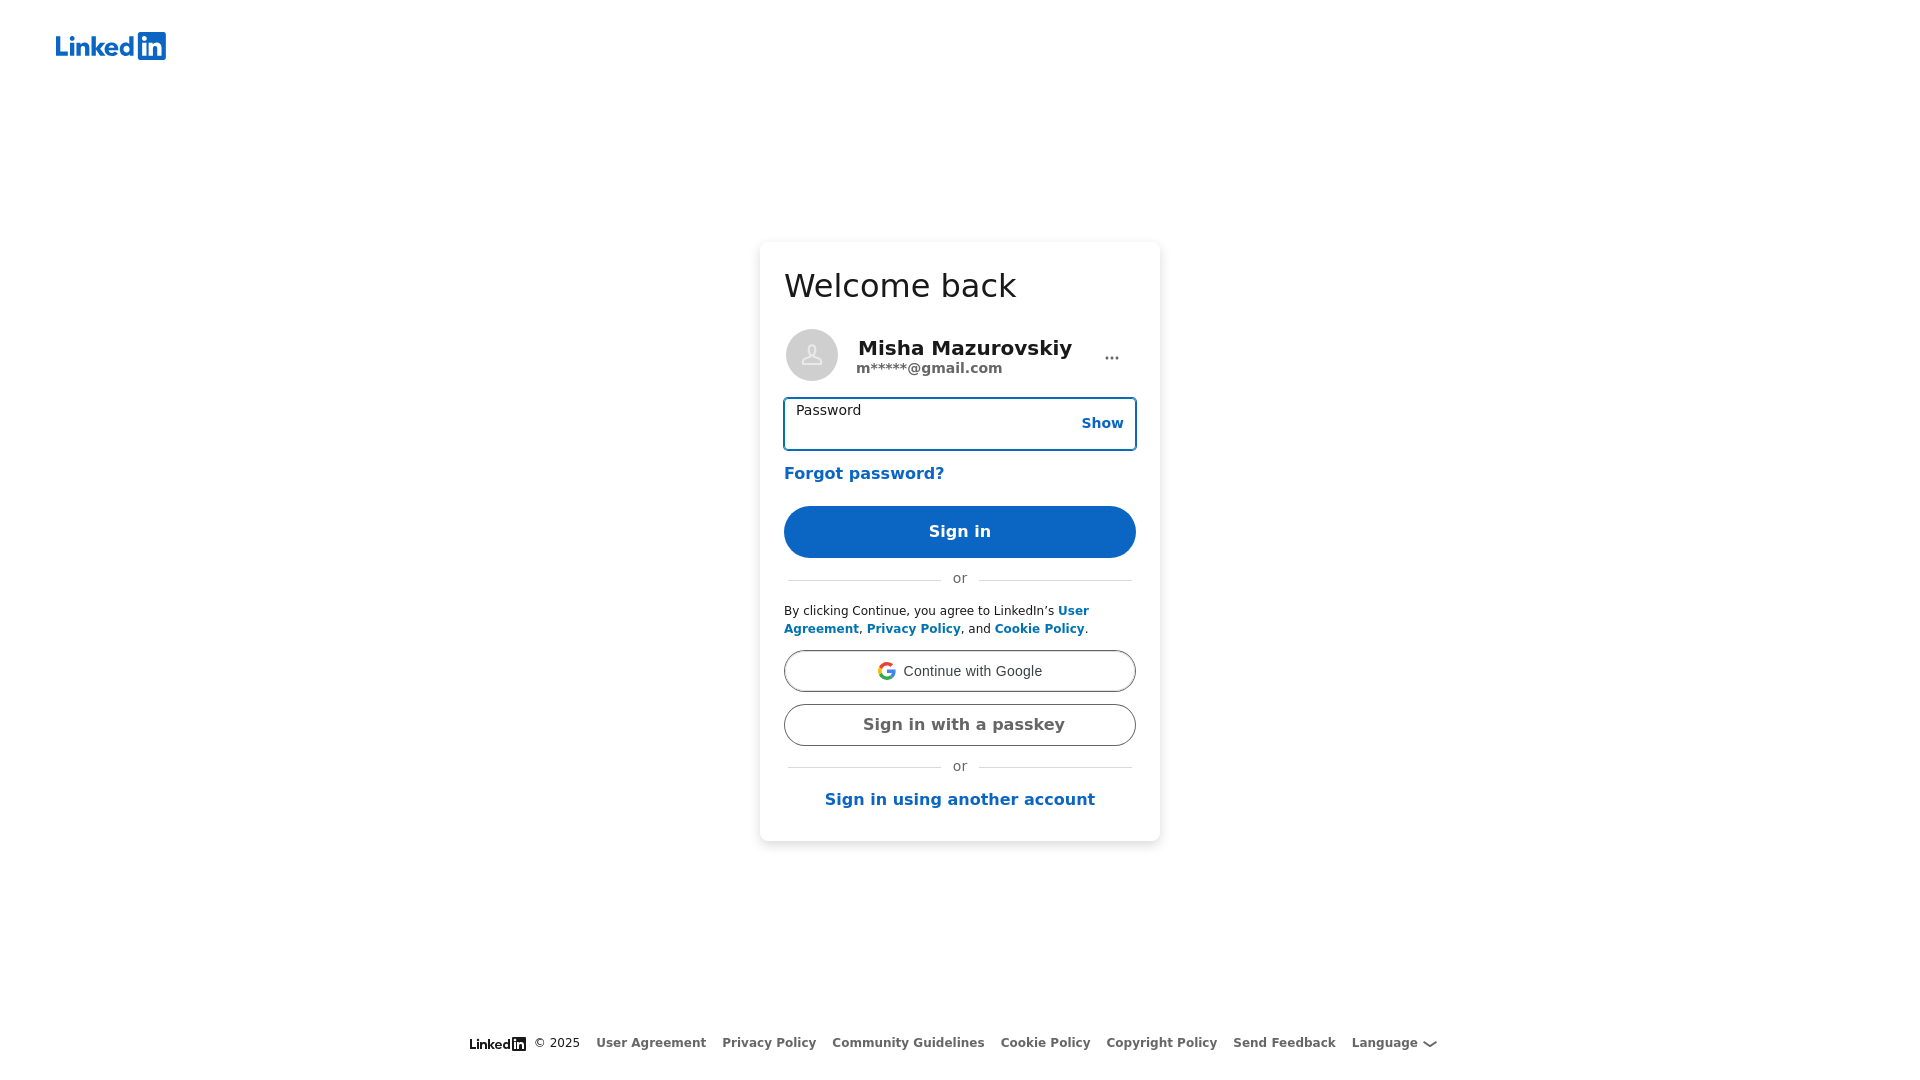 Linked in
Welcome back
Misha Mazurovskiy
m*****@gmail.com
Password
Show
Forgot password?
Sign in
or
By clicking Continue, you agree to LinkedIn’s User
Agreement, Privacy Policy, and Cookie Policy.
Continue with Google
Sign in with a passkey
or
Sign in using another account
Linked in © 2025 User Agreement Privacy Policy Community Guidelines Cookie Policy Copyright Policy Send Feedback Language